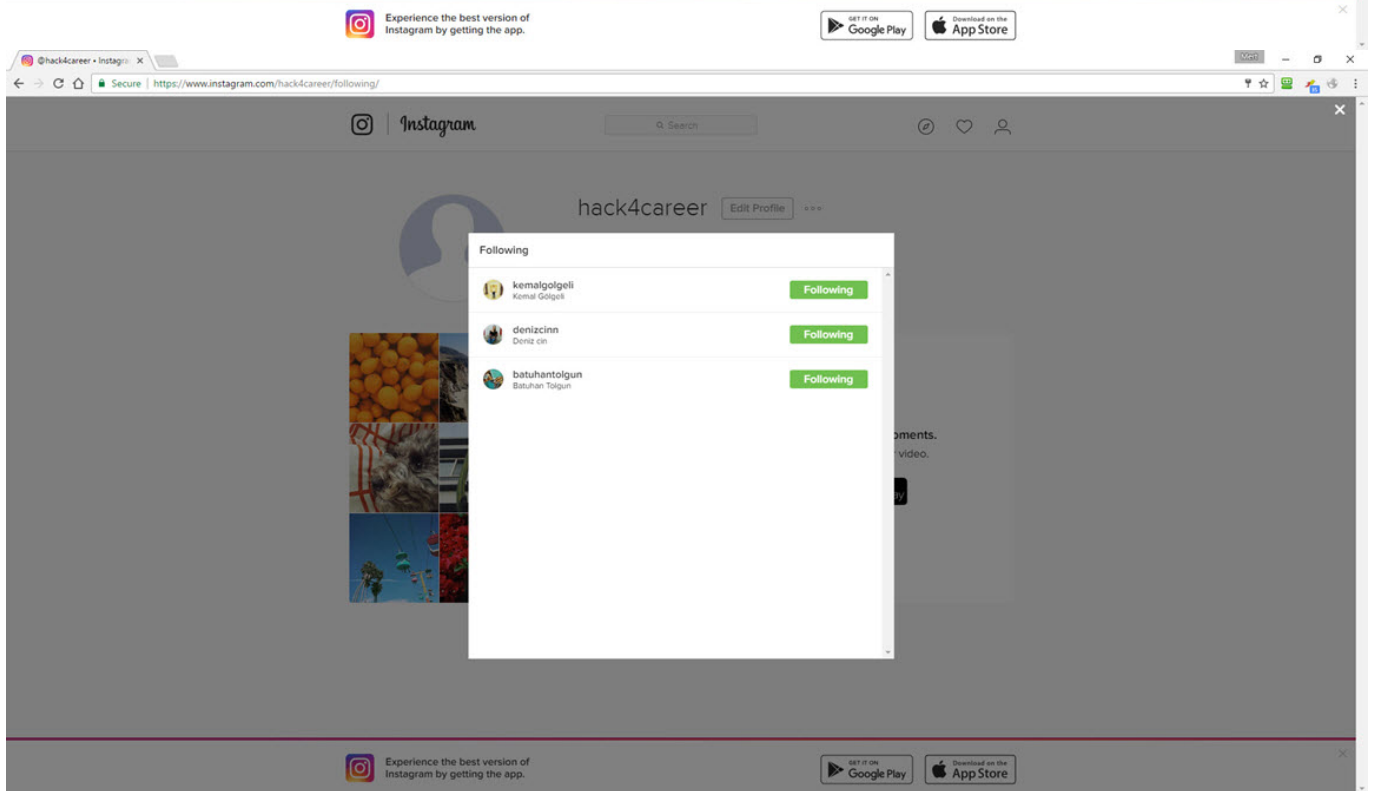 Experience the best version of
Instagram by getting the app.
GET IT ON
Google Play
Download on the
App Store
@hack4career • Instagra
Mert
Secure
https://www.instagram.com/hack4career/following/
Instagram
Search
hack4career
Edit Profile
Following
kemalgolgeli
Kemal Gölgeli
Following
denizcinn
Deniz cin
Following
batuhantolgun
Batuhan Tolgun
Following
video.
Experience the best version of
Instagram by getting the app.
GET IT ON
Google Play
Download on the
App Store